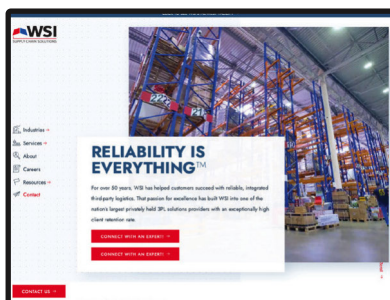 WSI
SUPPLY CHAIN SOLUTIONS
Industries
Services
About
Careers
Resources
Contact
RELIABILITY IS
EVERYTHING™
For over 50 years, WSI has helped customers succeed with reliable, integrated
third-party logistics. That passion for excellence has built WSI into one of the
nation's largest privately held 3PL solutions providers with an exceptionally high
client retention rate.
CONNECT WITH AN EXPERT! →
CONNECT WITH AN EXPERT! →
CONTACT US →
222
21